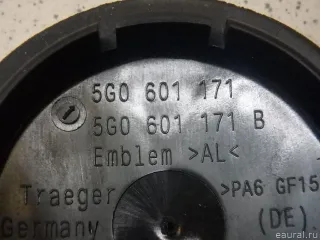 5G0 601 171
5G0 601 171 B
Emblem >AL<
Traeger >PA6 GF15
Germany (DE)
eaural.ru